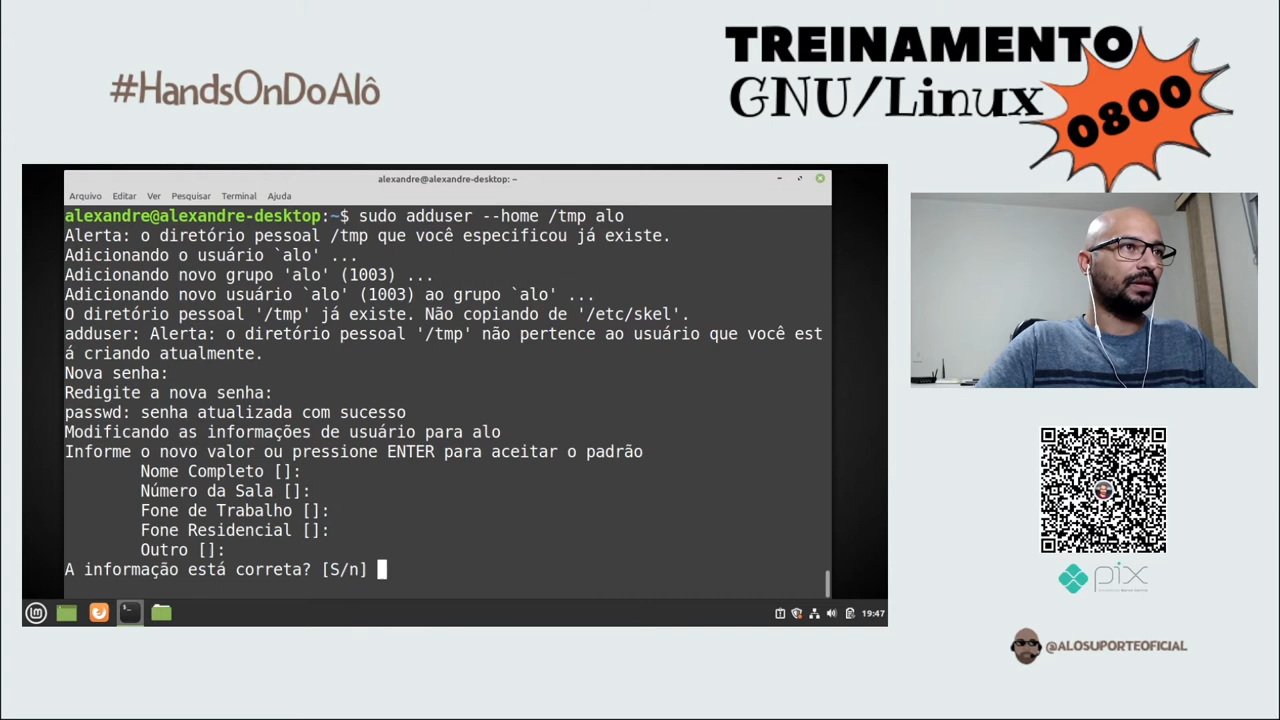 #HandsOnDoAlô
TREINAMENTO
GNU/Linux
0800
alexandre@alexandre-desktop: ~
Arquivo Editar Ver Pesquisar Terminal Ajuda
alexandre@alexandre-desktop:~$ sudo adduser --home /tmp alo
Alerta: o diretório pessoal /tmp que você especificou já existe.
Adicionando o usuário `alo' ...
Adicionando novo grupo 'alo' (1003) ...
Adicionando novo usuário `alo' (1003) ao grupo `alo' ...
O diretório pessoal '/tmp' já existe. Não copiando de '/etc/skel'.
adduser: Alerta: o diretório pessoal '/tmp' não pertence ao usuário que você est
á criando atualmente.
Nova senha:
Redigite a nova senha:
passwd: senha atualizada com sucesso
Modificando as informações de usuário para alo
Informe o novo valor ou pressione ENTER para aceitar o padrão
Nome Completo []:
Número da Sala []:
Fone de Trabalho []:
Fone Residencial []:
Outro []:
A informação está correta? [S/n]
19:47
pix
@ALOSUPORTEOFICIAL